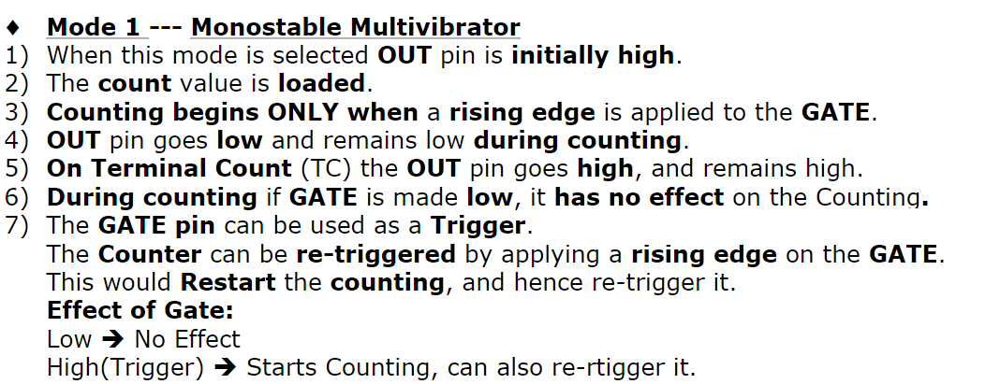 ♦ Mode 1 --- Monostable Multivibrator
1) When this mode is selected OUT pin is initially high.
2) The count value is loaded.
3) Counting begins ONLY when a rising edge is applied to the GATE.
4) OUT pin goes low and remains low during counting.
5) On Terminal Count (TC) the OUT pin goes high, and remains high.
6) During counting if GATE is made low, it has no effect on the Counting.
7) The GATE pin can be used as a Trigger.
The Counter can be re-triggered by applying a rising edge on the GATE.
This would Restart the counting, and hence re-trigger it.
Effect of Gate:
Low ➔ No Effect
High(Trigger) ➔ Starts Counting, can also re-rtigger it.